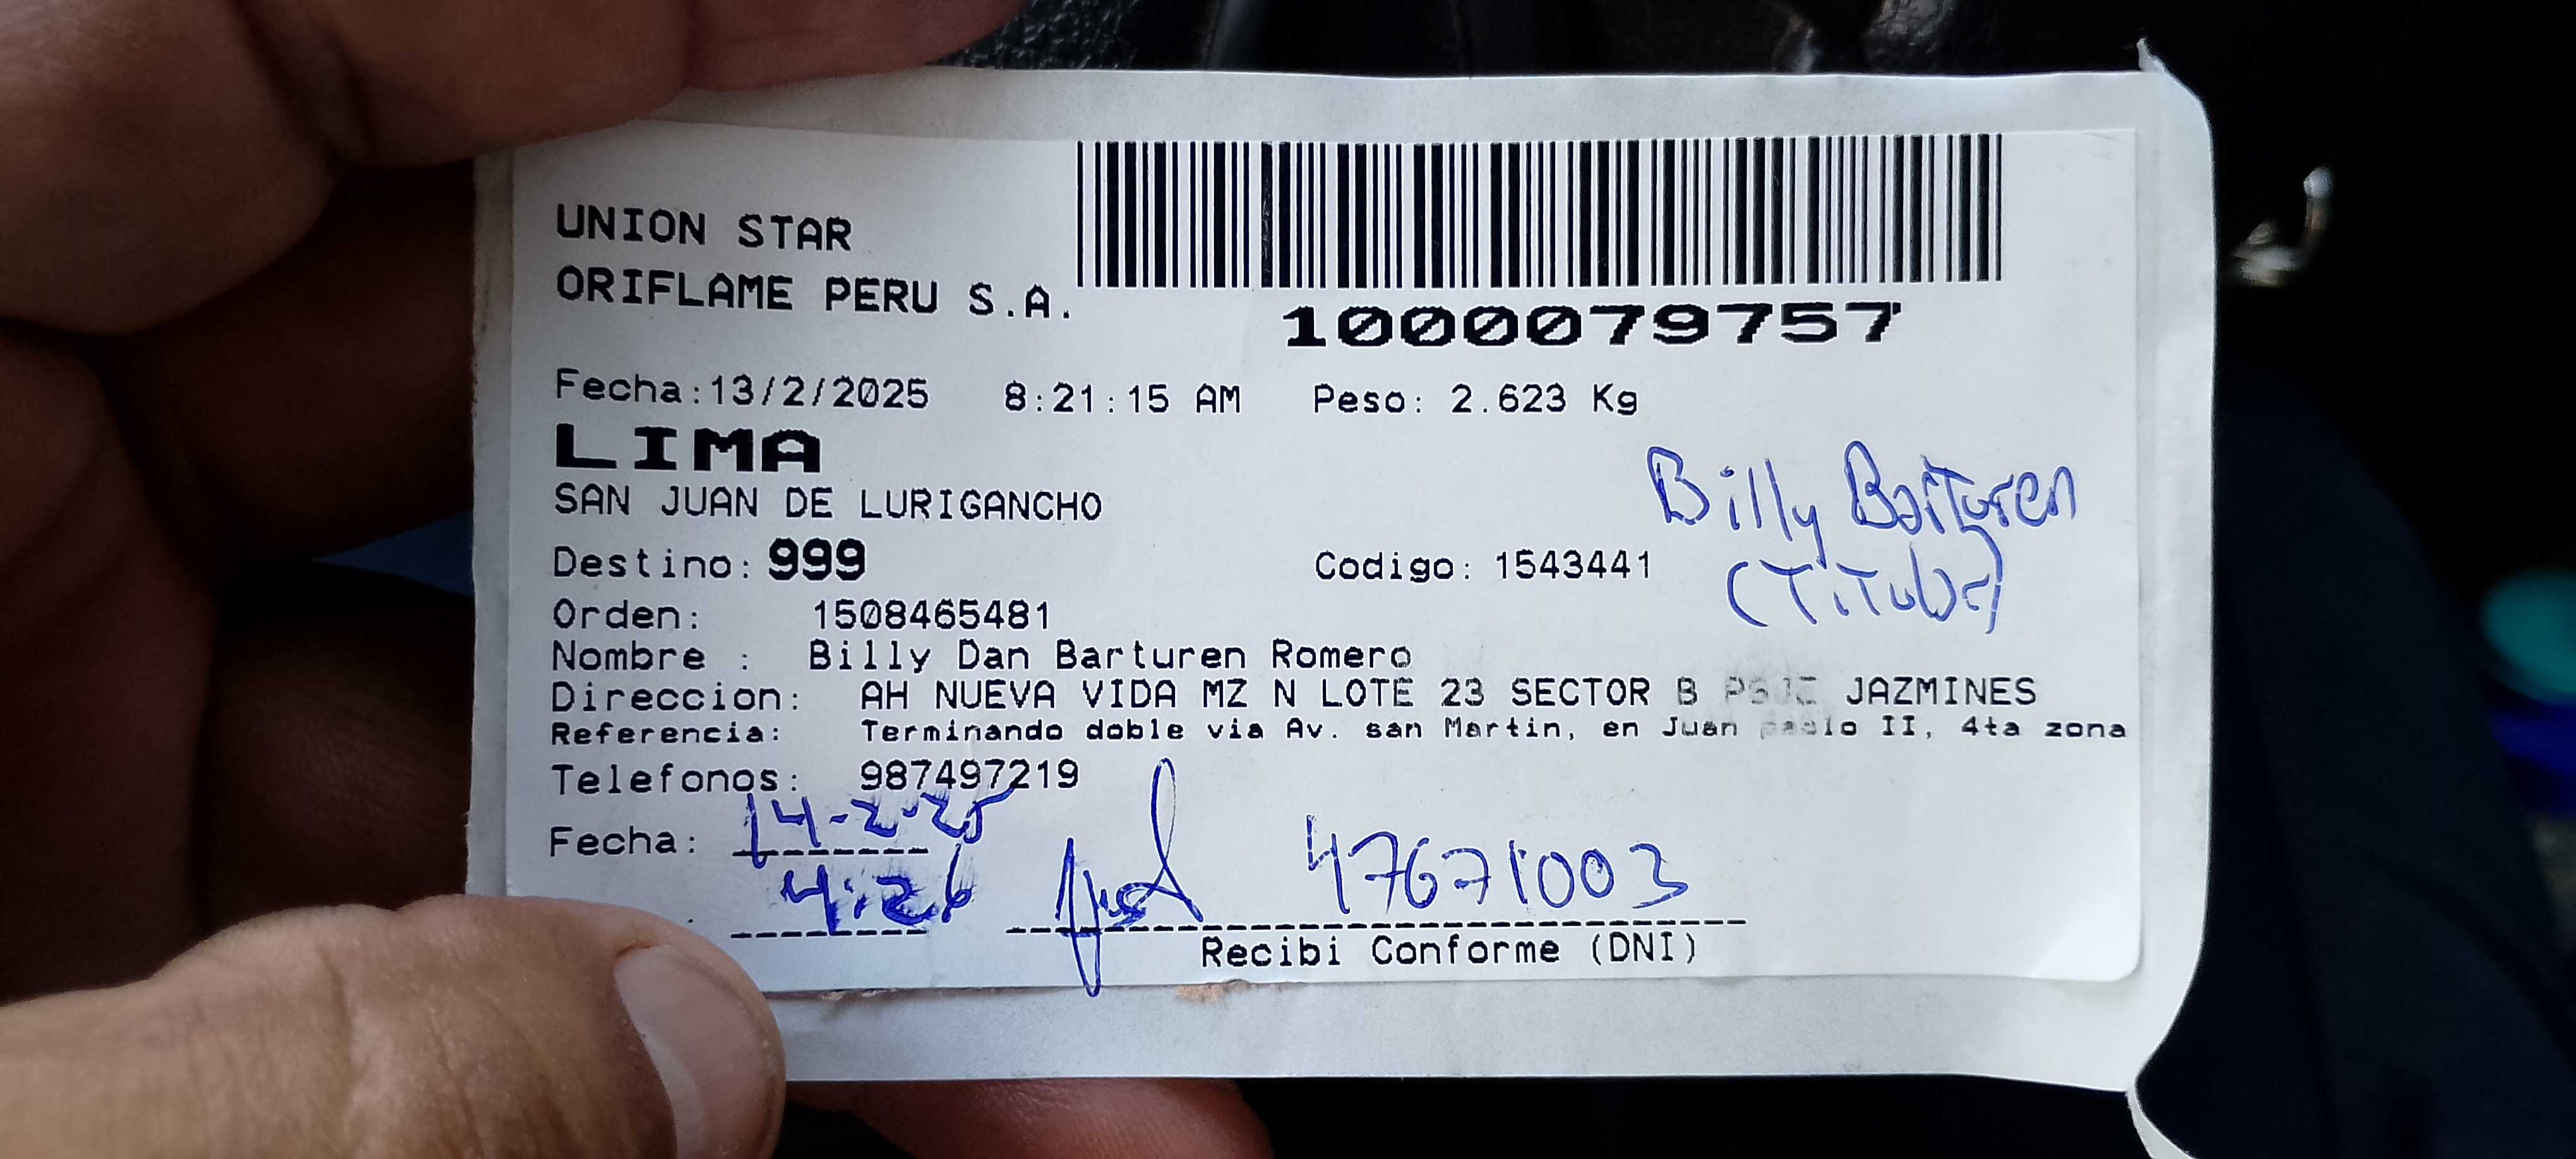 UNION STAR
ORIFLAME PERU S.A.
1000079757
Fecha:13/2/2025 8:21:15 AM Peso: 2.623 Kg
LIMA
SAN JUAN DE LURIGANCHO
Billy Barturen
(Titular)
Destino: 999 Codigo: 1543441
Orden: 1508465481
Nombre : Billy Dan Barturen Romero
Direccion: AH NUEVA VIDA MZ N LOTE 23 SECTOR B PSJE JAZMINES
Referencia: Terminando doble via Av. san Martin, en Juan pablo II, 4ta zona
Telefonos: 987497219
Fecha: 14-2-25
4:26 47671003
Recibi Conforme (DNI)